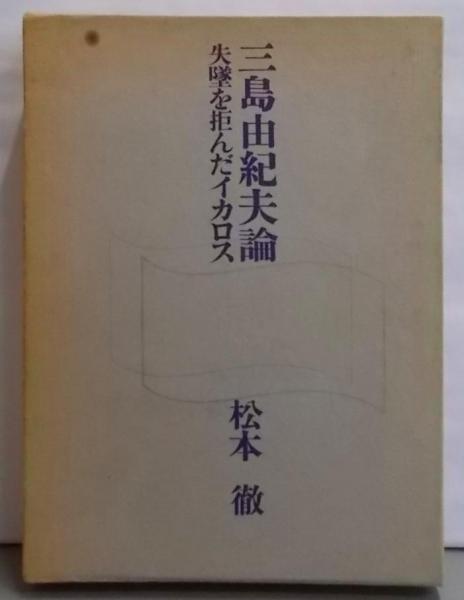 三島由紀夫論
失墜を拒んだイカロス
松本 徹